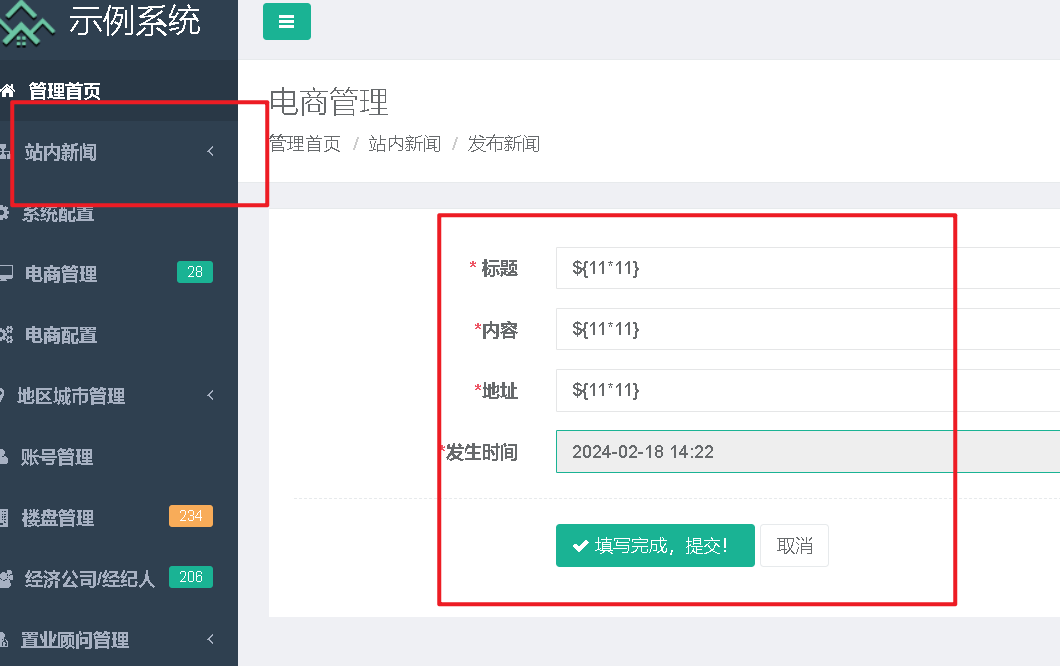 示例系统
管理首页
站内新闻
系统配置
电商管理 28
电商配置
地区城市管理
账号管理
楼盘管理 234
经济公司/经纪人 206
置业顾问管理
电商管理
管理首页 / 站内新闻 / 发布新闻
* 标题 ${11*11}
*内容 ${11*11}
*地址 ${11*11}
*发生时间 2024-02-18 14:22
填写完成，提交！ 取消